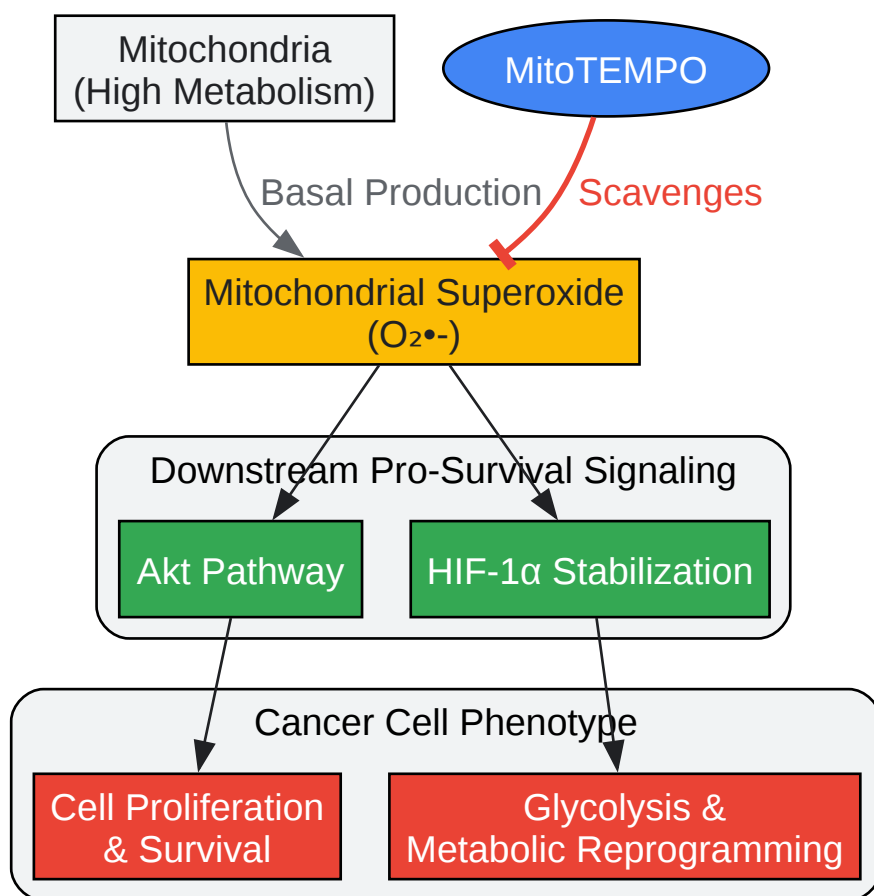 Mitochondria
(High Metabolism)
MitoTEMPO
Basal Production
Scavenges
Mitochondrial Superoxide
(O₂•-)
Downstream Pro-Survival Signaling
Akt Pathway
HIF-1α Stabilization
Cancer Cell Phenotype
Cell Proliferation
& Survival
Glycolysis &
Metabolic Reprogramming